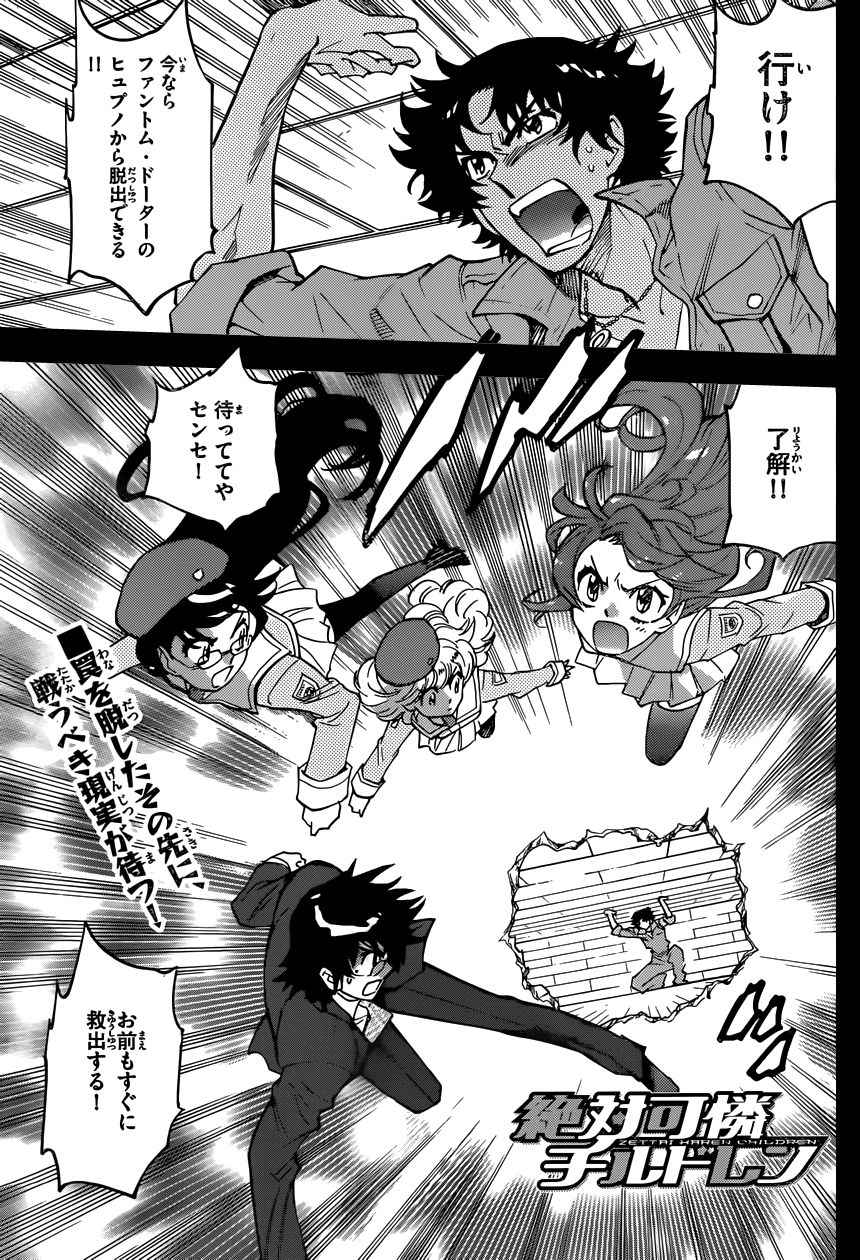 行け!!
今なら
ファントム・ドーターの
ヒュプノから脱出できる
!!
了解!!
待っててや
センセ!
■罠を脱したその先に、
戦うべき現実が待つ!
お前もすぐに
救出する!
絶対可憐
ZETTAI KAREN CHILDREN
チルドレン